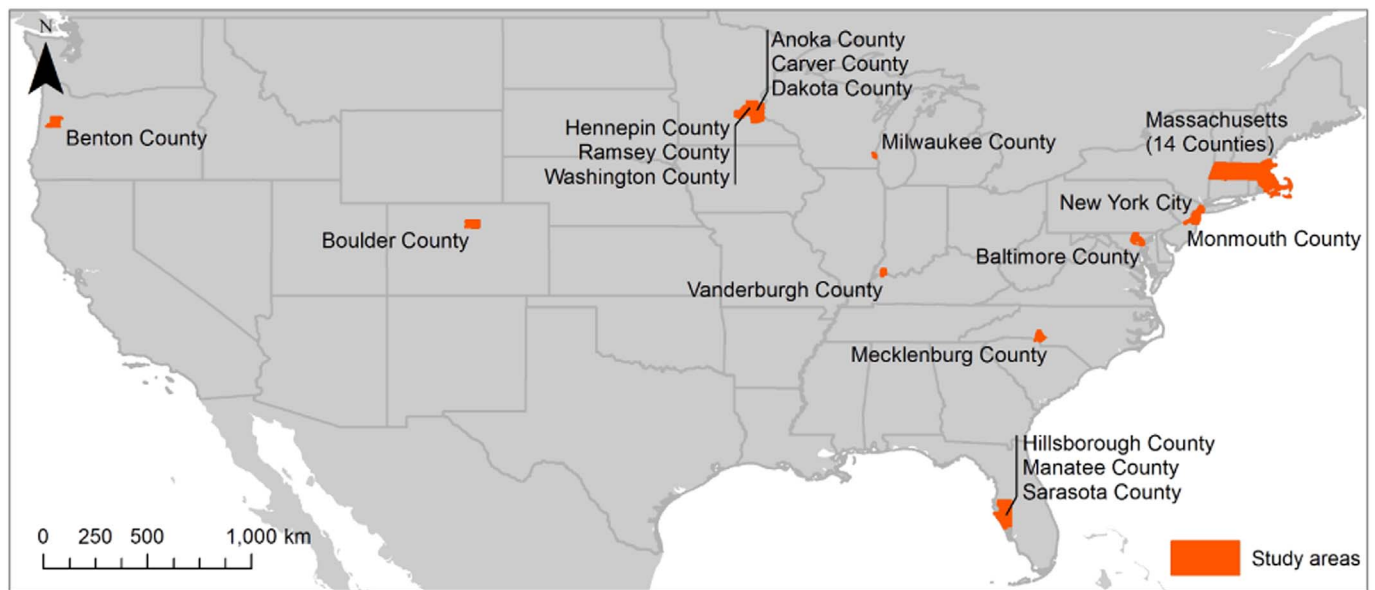 N
Anoka County
Carver County
Dakota County
Hennepin County
Ramsey County
Washington County
Benton County
Milwaukee County
Massachusetts
(14 Counties)
New York City
Monmouth County
Boulder County
Baltimore County
Vanderburgh County
Mecklenburg County
Hillsborough County
Manatee County
Sarasota County
0 250 500 1,000 km
Study areas